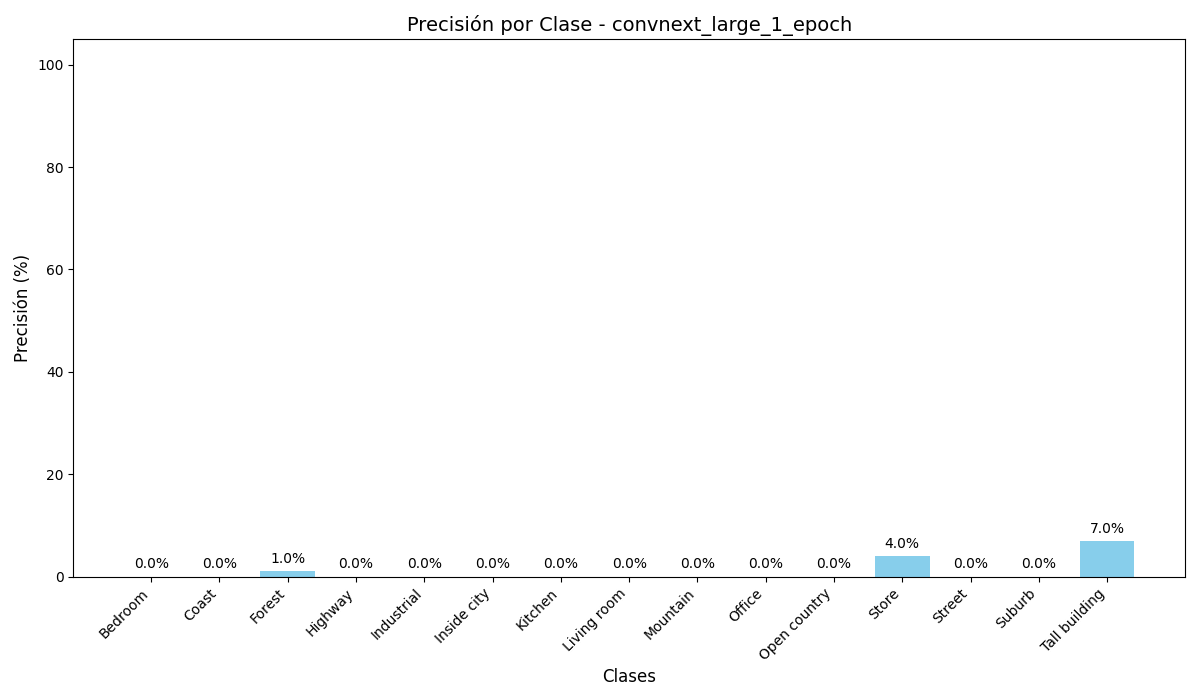 Precisión por Clase - convnext_large_1_epoch
100
80
60
40
20
0
Precisión (%)
0.0%
0.0%
1.0%
0.0%
0.0%
0.0%
0.0%
0.0%
0.0%
0.0%
0.0%
4.0%
0.0%
0.0%
7.0%
Bedroom
Coast
Forest
Highway
Industrial
Inside city
Kitchen
Living room
Mountain
Office
Open country
Store
Street
Suburb
Tall building
Clases